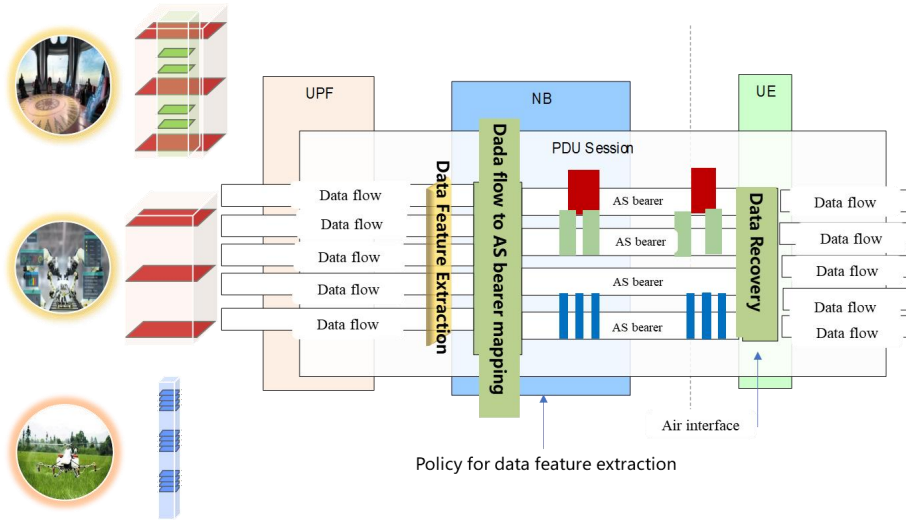 UPF
NB
UE
PDU Session
Data Feature Extraction
Dada flow to AS bearer mapping
Data Recovery
Data flow
Data flow
Data flow
Data flow
Data flow
AS bearer
AS bearer
AS bearer
AS bearer
Data flow
Data flow
Data flow
Data flow
Data flow
Air interface
Policy for data feature extraction